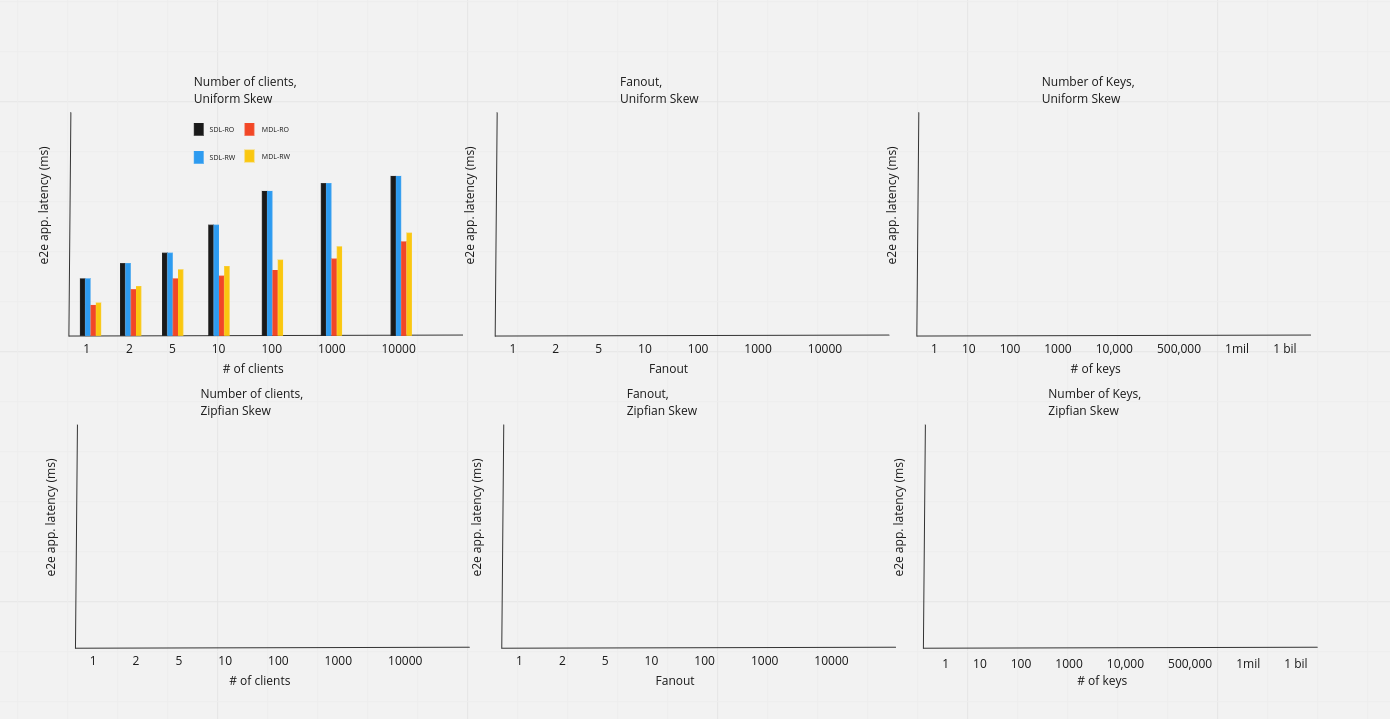 Number of clients,
Uniform Skew
SDL-RO
MDL-RO
SDL-RW
MDL-RW
e2e app. latency (ms)
1 2 5 10 100 1000 10000
# of clients
Fanout,
Uniform Skew
e2e app. latency (ms)
1 2 5 10 100 1000 10000
Fanout
Number of Keys,
Uniform Skew
e2e app. latency (ms)
1 10 100 1000 10,000 500,000 1mil 1 bil
# of keys
Number of clients,
Zipfian Skew
e2e app. latency (ms)
1 2 5 10 100 1000 10000
# of clients
Fanout,
Zipfian Skew
e2e app. latency (ms)
1 2 5 10 100 1000 10000
Fanout
Number of Keys,
Zipfian Skew
e2e app. latency (ms)
1 10 100 1000 10,000 500,000 1mil 1 bil
# of keys